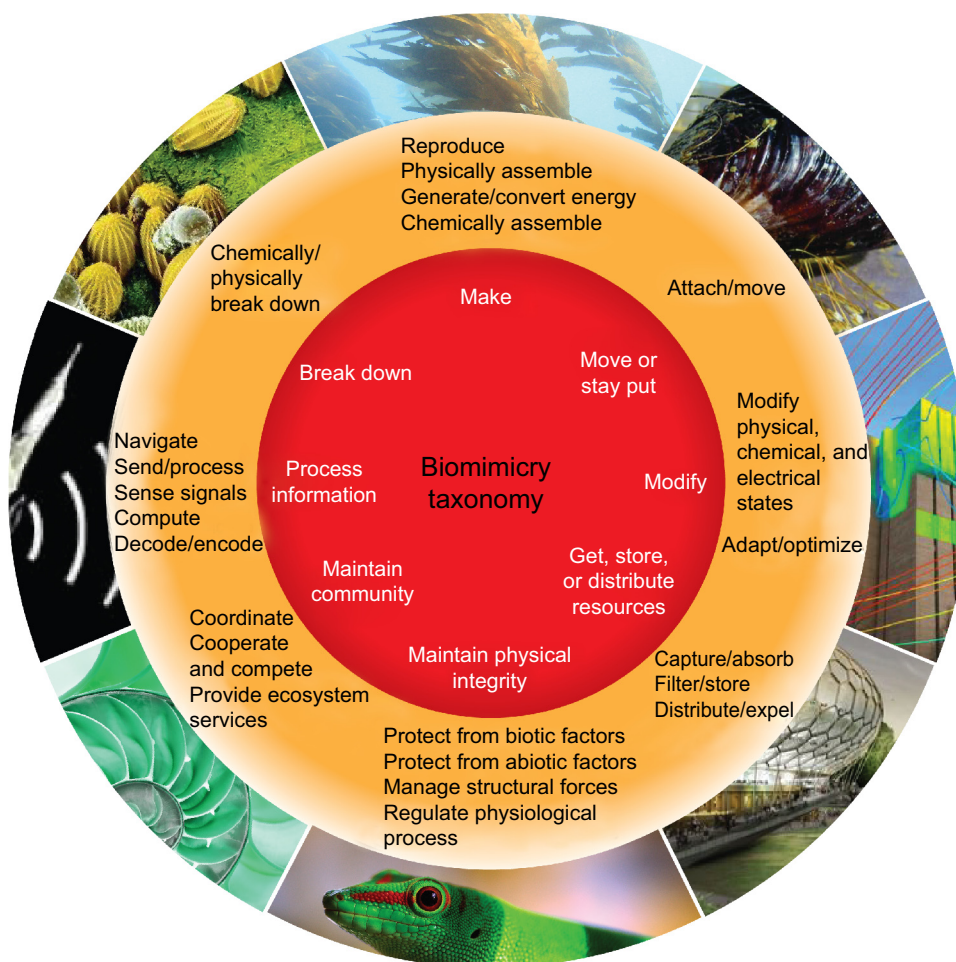 Reproduce
Physically assemble
Generate/convert energy
Chemically assemble
Chemically/
physically
break down
Make
Attach/move
Break down
Move or
stay put
Modify
physical,
chemical, and
electrical
states
Navigate
Send/process
Sense signals
Compute
Decode/encode
Process
information
Biomimicry
taxonomy
Modify
Adapt/optimize
Maintain
community
Get, store,
or distribute
resources
Coordinate
Cooperate
and compete
Provide ecosystem
services
Maintain physical
integrity
Capture/absorb
Filter/store
Distribute/expel
Protect from biotic factors
Protect from abiotic factors
Manage structural forces
Regulate physiological
process